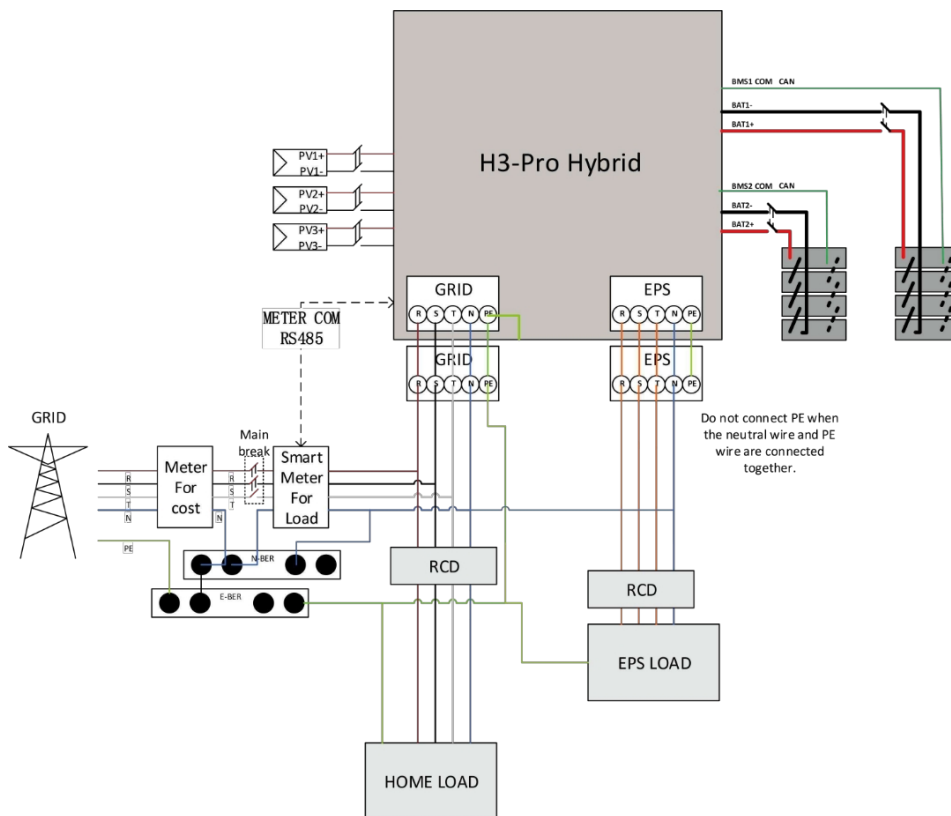 H3-Pro Hybrid
BMS1 COM CAN
BAT1-
BAT1+
BMS2 COM CAN
BAT2-
BAT2+
PV1+
PV1-
PV2+
PV2-
PV3+
PV3-
METER COM
RS485
GRID
R S T N PE
GRID
R S T N PE
EPS
R S T N PE
EPS
R S T N PE
Do not connect PE when
the neutral wire and PE
wire are connected
together.
GRID
Meter
For
cost
Main
break
Smart
Meter
For
Load
R
S
T
N
R
S
T
N
PE
N-BER
E-BER
RCD
RCD
EPS LOAD
HOME LOAD